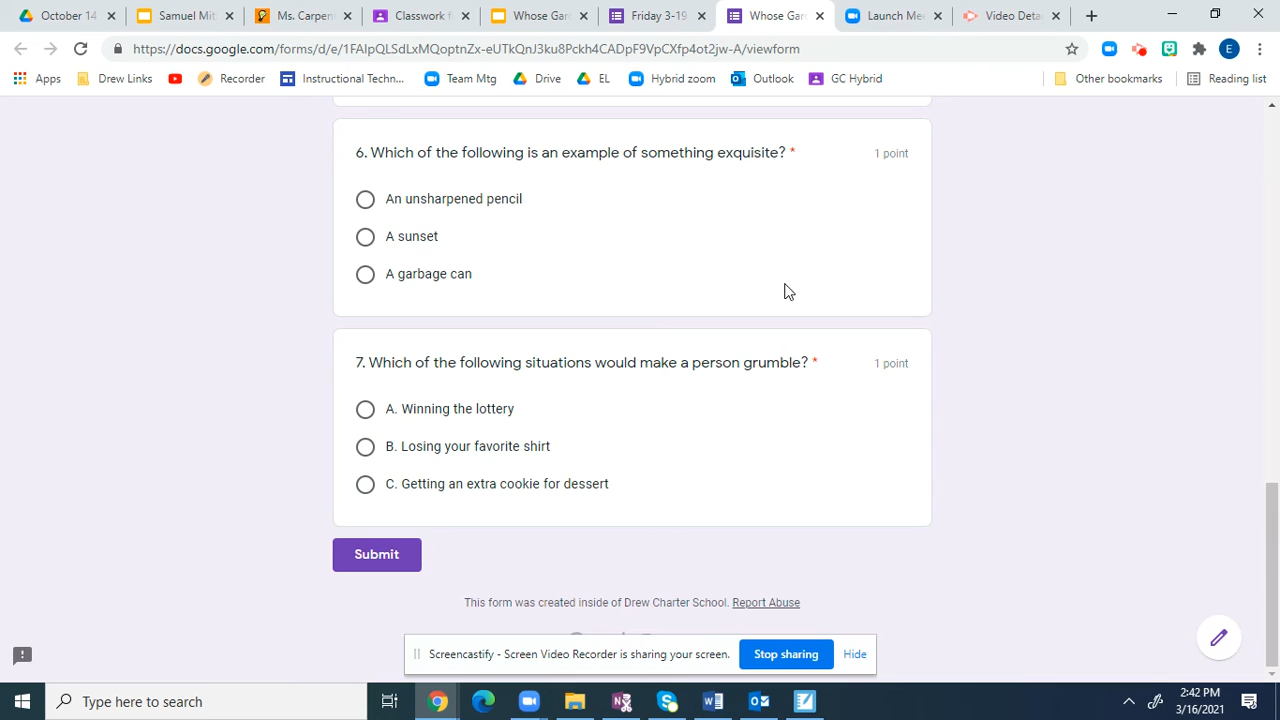 October 14
Samuel Mit
Ms. Carpen
Classwork f
Whose Gar
Friday 3-19
Whose Gar
Launch Me
Video Deta
https://docs.google.com/forms/d/e/1FAIpQLSdLxMQoptnZx-eUTkQrJ3ku8Pckh4CADpF9VpCXfp4ot2jw-A/viewform
E
Apps
Drew Links
Recorder
Instructional Techn...
Team Mtg
Drive
EL
Hybrid zoom
Outlook
GC Hybrid
Other bookmarks
Reading list
6. Which of the following is an example of something exquisite? *
1 point
An unsharpened pencil
A sunset
A garbage can
7. Which of the following situations would make a person grumble? *
1 point
A. Winning the lottery
B. Losing your favorite shirt
C. Getting an extra cookie for dessert
Submit
This form was created inside of Drew Charter School. Report Abuse
Screencastify - Screen Video Recorder is sharing your screen.
Stop sharing
Hide
Type here to search
2:42 PM
3/16/2021